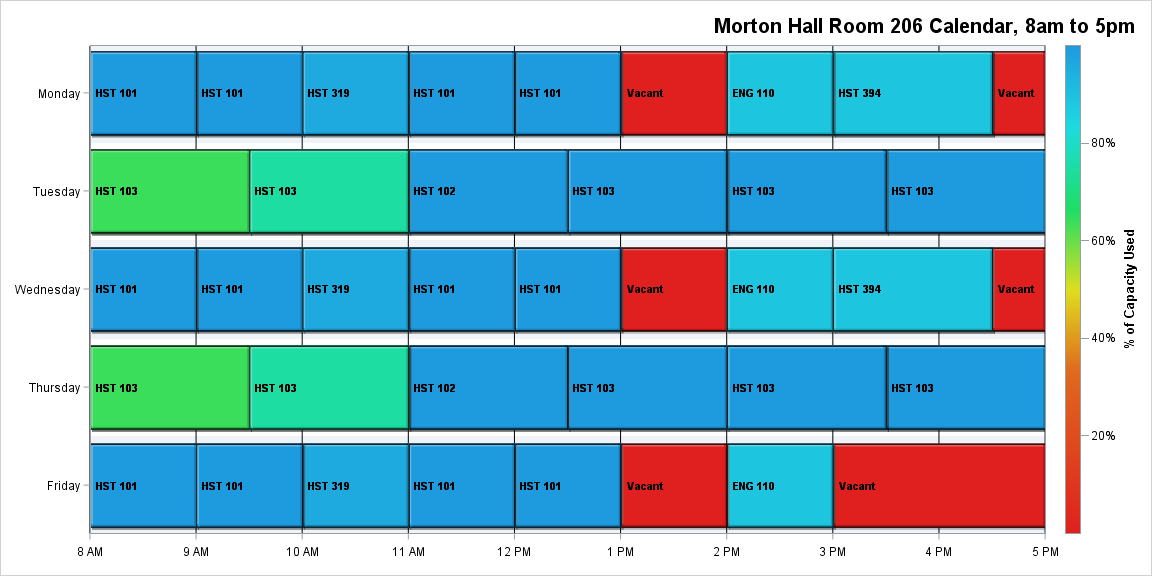 Morton Hall Room 206 Calendar, 8am to 5pm
Monday
HST 101
HST 101
HST 319
HST 101
HST 101
Vacant
ENG 110
HST 394
Vacant
Tuesday
HST 103
HST 103
HST 102
HST 103
HST 103
HST 103
Wednesday
HST 101
HST 101
HST 319
HST 101
HST 101
Vacant
ENG 110
HST 394
Vacant
Thursday
HST 103
HST 103
HST 102
HST 103
HST 103
HST 103
Friday
HST 101
HST 101
HST 319
HST 101
HST 101
Vacant
ENG 110
Vacant
8 AM
9 AM
10 AM
11 AM
12 PM
1 PM
2 PM
3 PM
4 PM
5 PM
80%
60%
40%
20%
% of Capacity Used